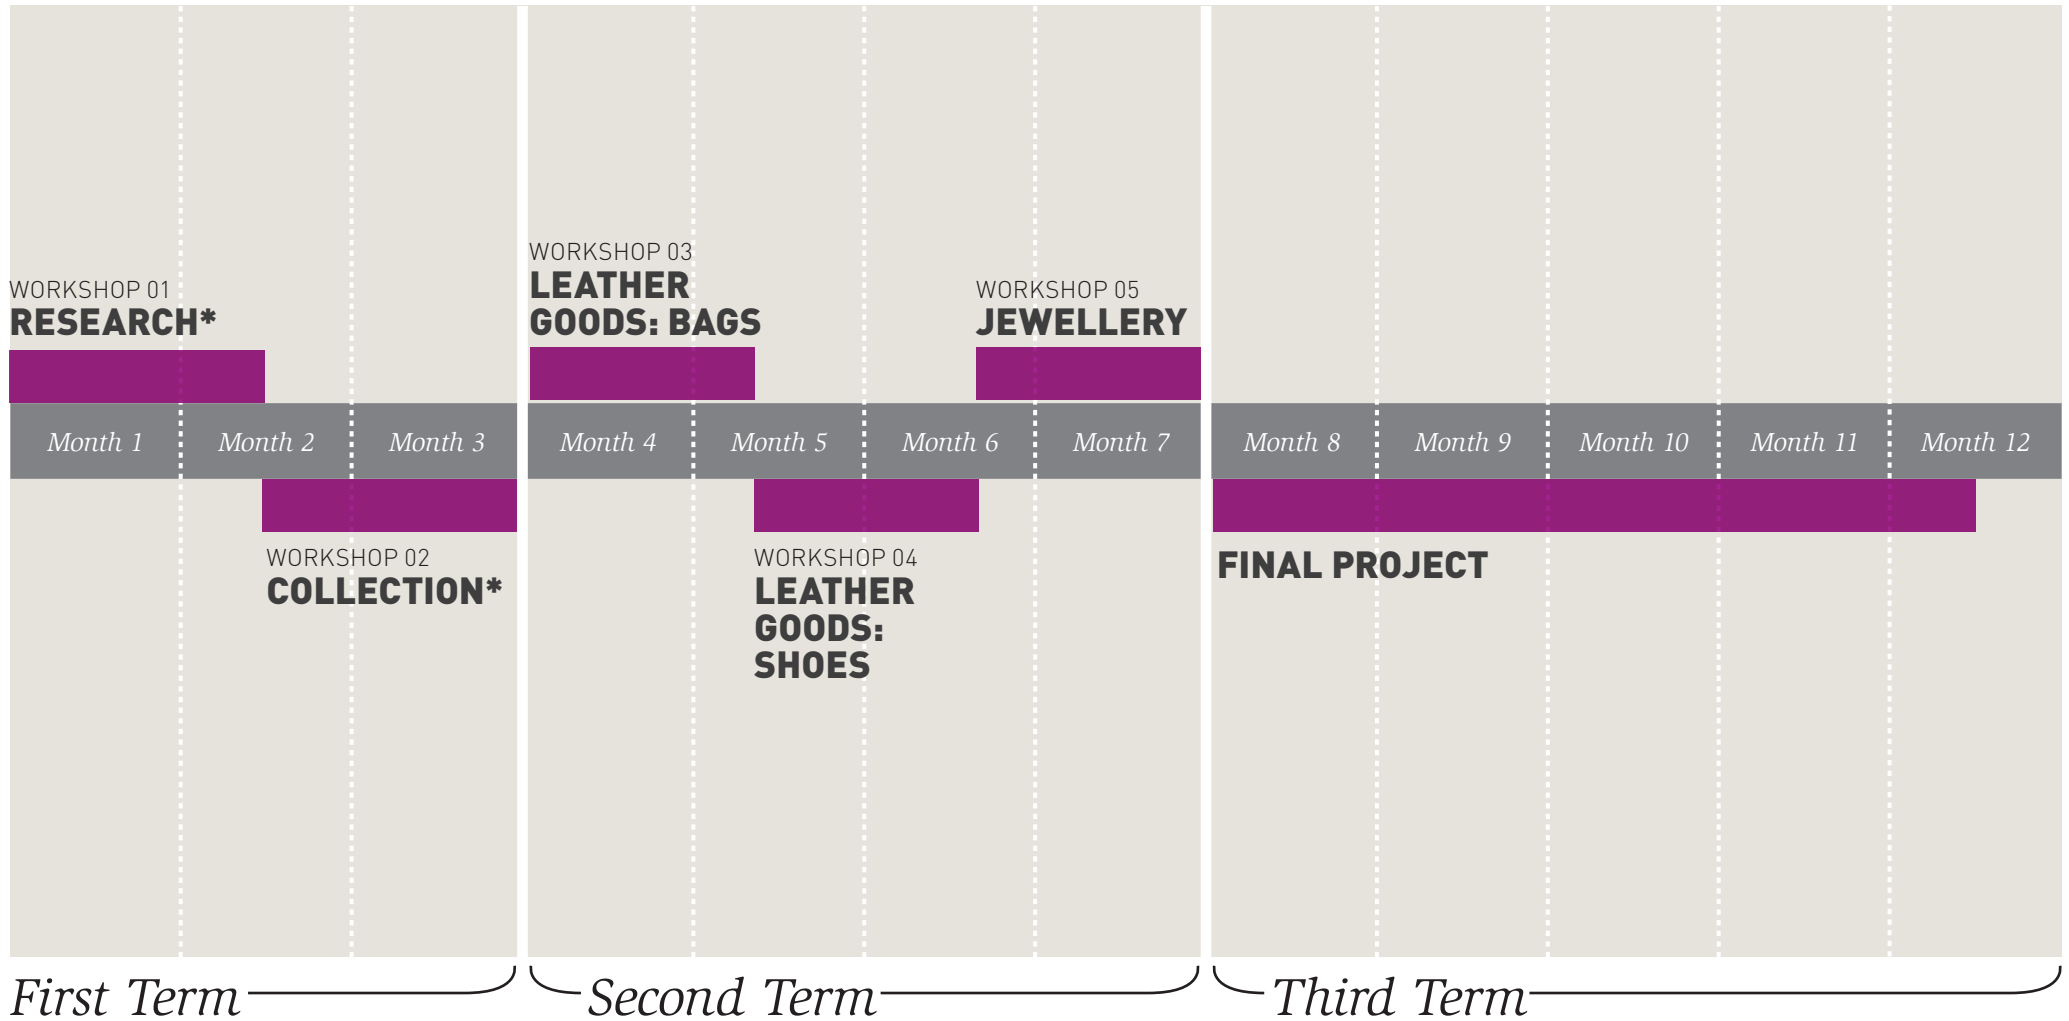 WORKSHOP 01
RESEARCH*
WORKSHOP 03
LEATHER
GOODS: BAGS
WORKSHOP 05
JEWELLERY
Month 1
Month 2
Month 3
Month 4
Month 5
Month 6
Month 7
Month 8
Month 9
Month 10
Month 11
Month 12
WORKSHOP 02
COLLECTION*
WORKSHOP 04
LEATHER
GOODS:
SHOES
FINAL PROJECT
First Term
Second Term
Third Term